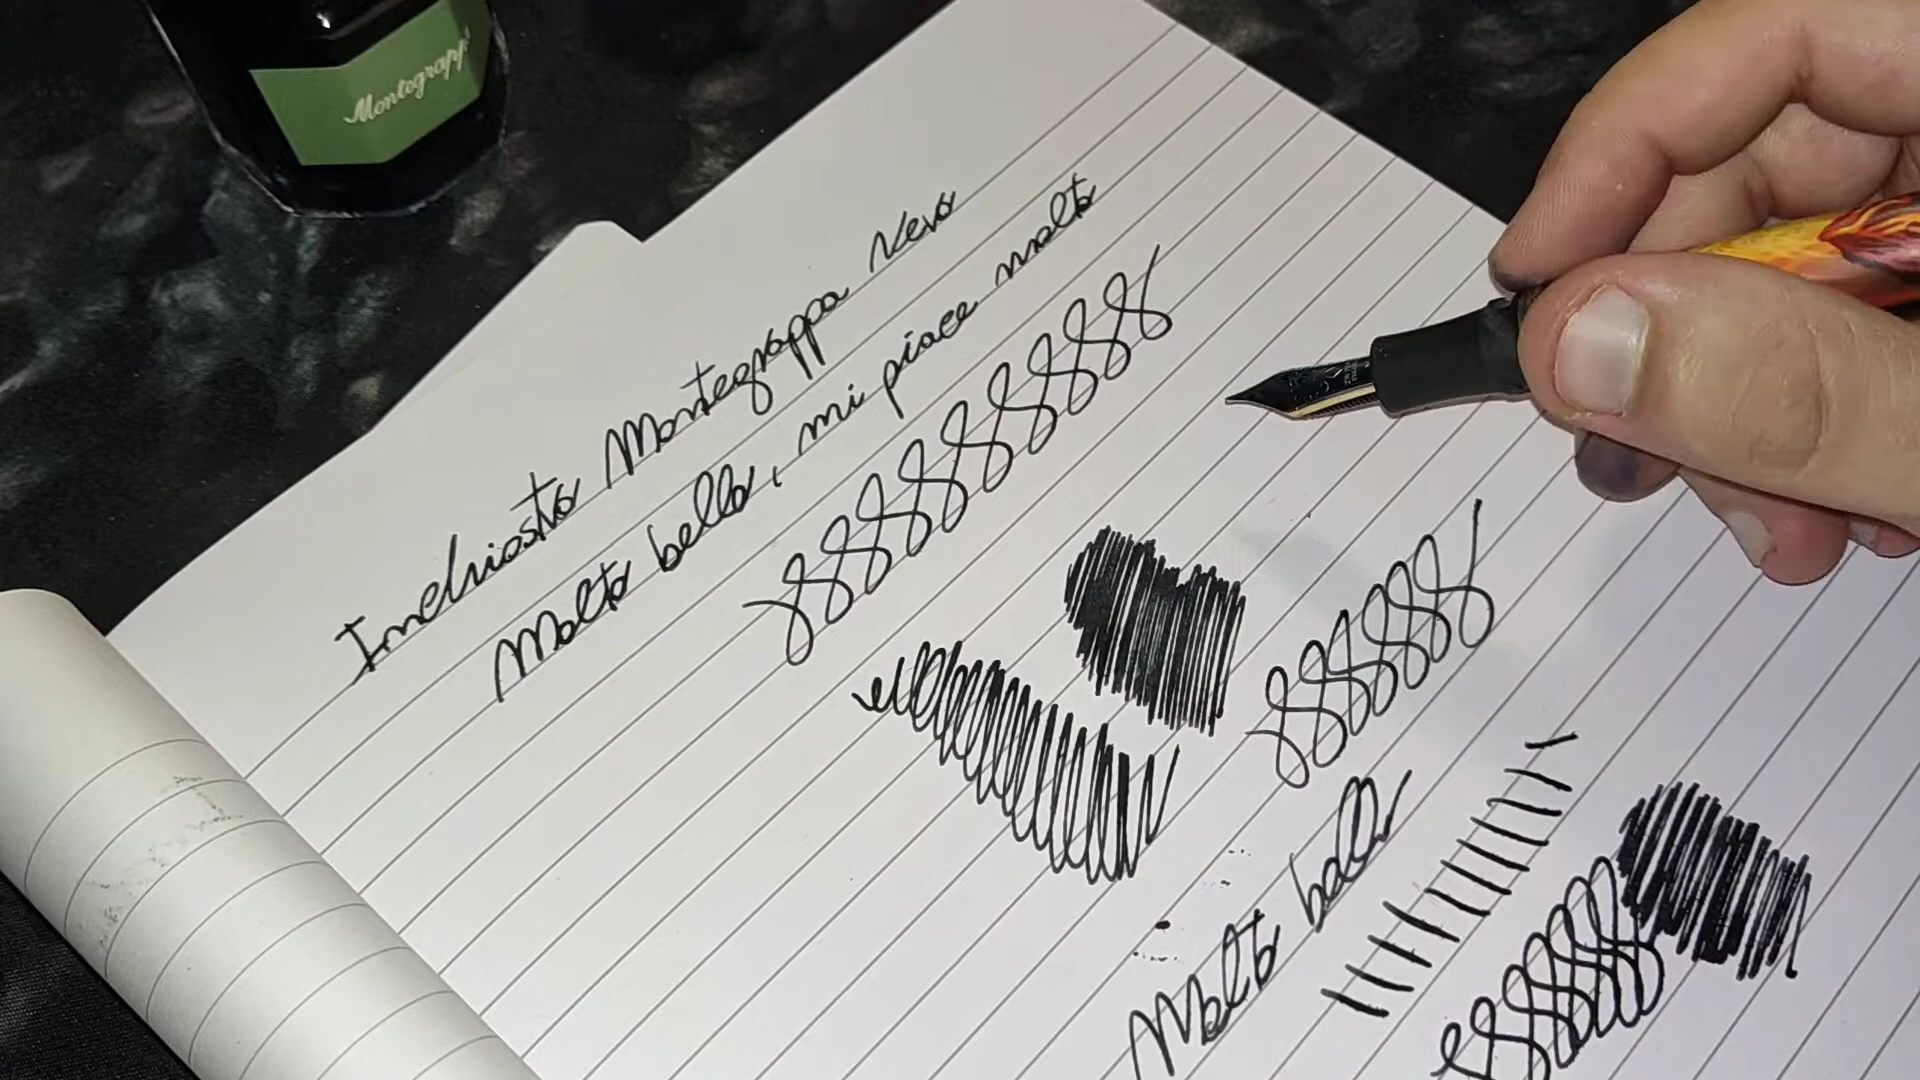 Montegrappa
Inchiostro Montegrappa Nero
Molto bello, mi piace molto
Molto bello